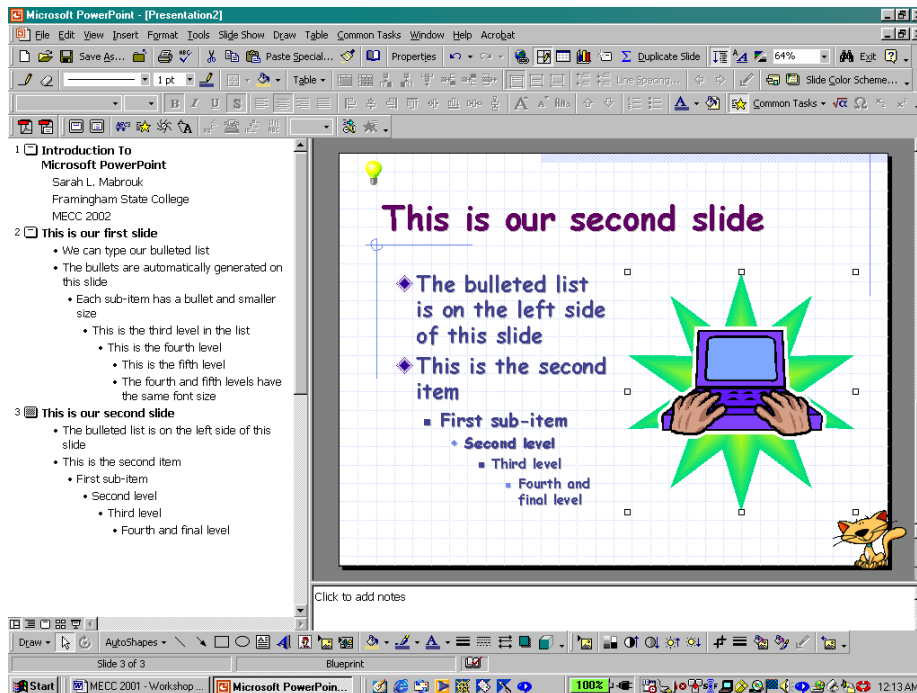 Microsoft PowerPoint - [Presentation2]
File Edit View Insert Format Tools Slide Show Draw Table Common Tasks Window Help Acrobat
Save As... Paste Special... Properties Σ Duplicate Slide 64% Exit
1 pt Table Line Spacing... Slide Color Scheme...
B I U S A A Aa A Common Tasks √α Ω ×₂ ײ
1 Introduction To
Microsoft PowerPoint
Sarah L. Mabrouk
Framingham State College
MECC 2002
2 This is our first slide
• We can type our bulleted list
• The bullets are automatically generated on
this slide
• Each sub-item has a bullet and smaller
size
• This is the third level in the list
• This is the fourth level
• This is the fifth level
• The fourth and fifth levels have
the same font size
3 This is our second slide
• The bulleted list is on the left side of this
slide
• This is the second item
• First sub-item
• Second level
• Third level
• Fourth and final level
This is our second slide
The bulleted list
is on the left side
of this slide
This is the second
item
First sub-item
Second level
Third level
Fourth and
final level
Click to add notes
Draw AutoShapes
Slide 3 of 3 Blueprint
Start MECC 2001 - Workshop ... Microsoft PowerPoin... 100% 12:13 AM